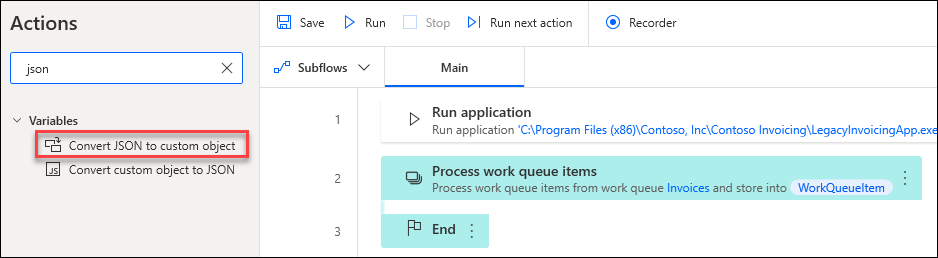 Actions
json
Variables
Convert JSON to custom object
JS Convert custom object to JSON
Save Run Stop Run next action Recorder
Subflows Main
1 Run application
Run application 'C:\Program Files (x86)\Contoso, Inc\Contoso Invoicing\LegacyInvoicingApp.exe
2 Process work queue items
Process work queue items from work queue Invoices and store into WorkQueueItem
3 End